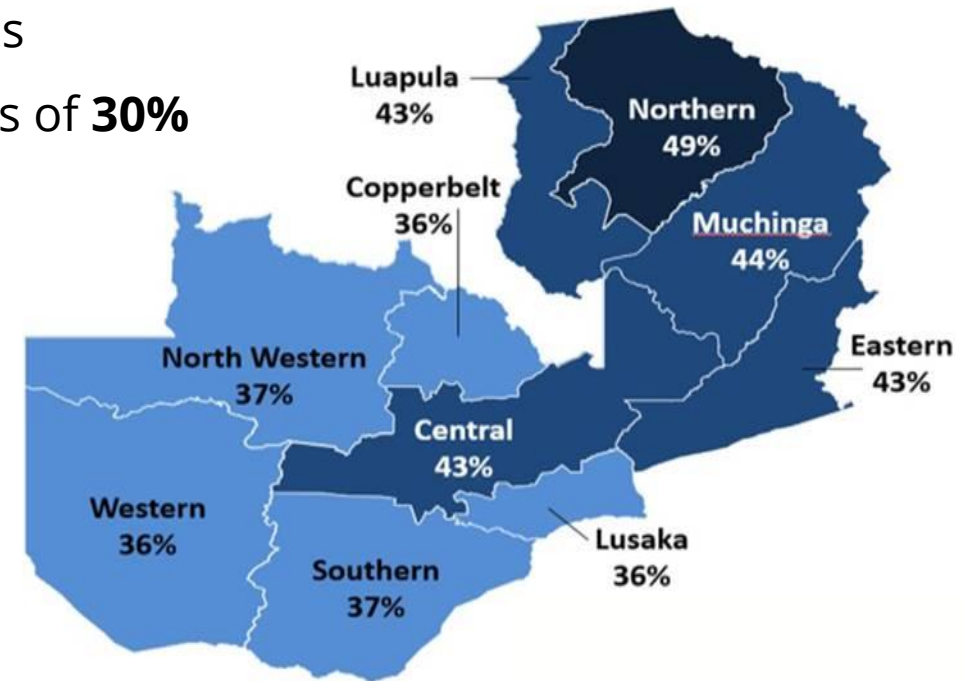 s
s of 30%
Luapula
43%
Northern
49%
Copperbelt
36%
Muchinga
44%
North Western
37%
Eastern
43%
Central
43%
Western
36%
Lusaka
36%
Southern
37%